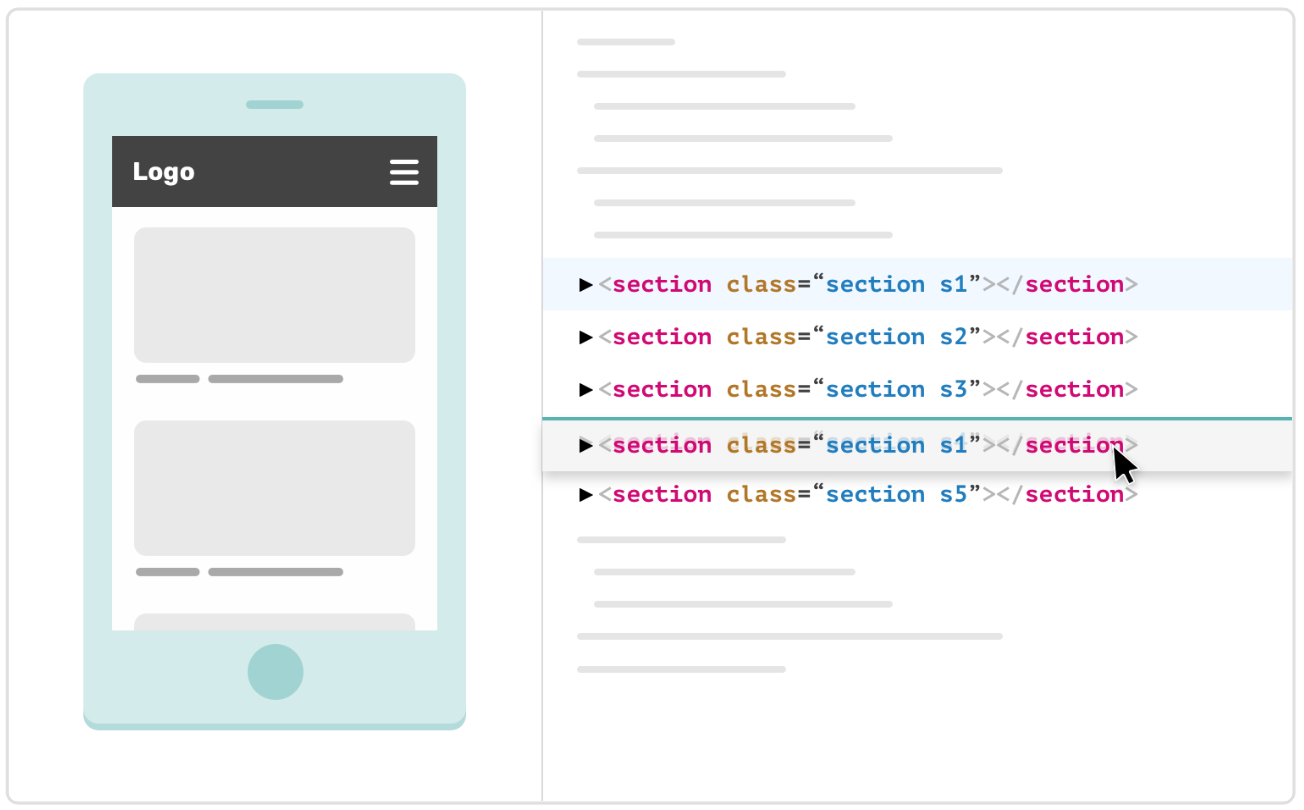 Logo
▶<section class=“section s1”></section>
▶<section class=“section s2”></section>
▶<section class=“section s3”></section>
▶<section class=“section s1”></section>
▶<section class=“section s5”></section>